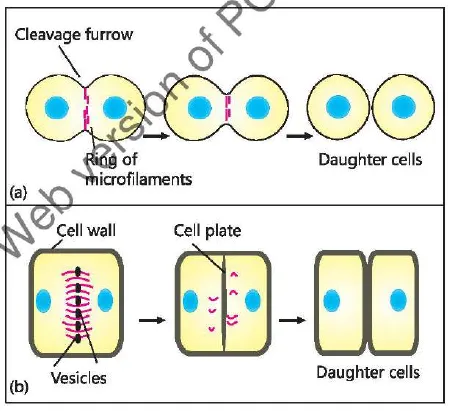 Web version of PC
Cleavage furrow
Ring of
microfilaments
Daughter cells
(a)
Cell wall
Cell plate
Vesicles
Daughter cells
(b)